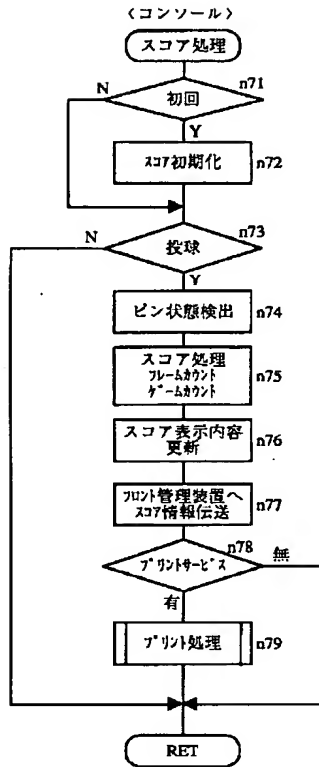 〈コンソール〉
スコア処理
n71
N
初回
Y
スコア初期化 n72
n73
N
投球
Y
ピン状態検出 n74
スコア処理
フレームカウント
ゲームカウント
n75
スコア表示内容
更新
n76
フロント管理装置へ
スコア情報伝送
n77
n78
プリントサービス
無
有
プリント処理 n79
RET